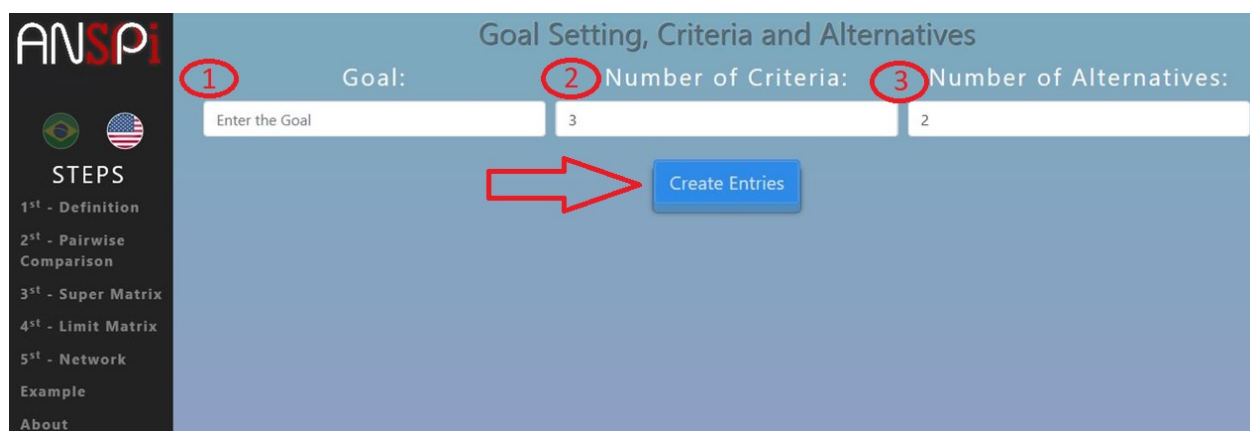 ANSPi
STEPS
1st - Definition
2st - Pairwise
Comparison
3st - Super Matrix
4st - Limit Matrix
5st - Network
Example
About
Goal Setting, Criteria and Alternatives
1 Goal: 2 Number of Criteria: 3 Number of Alternatives:
Enter the Goal 3 2
Create Entries